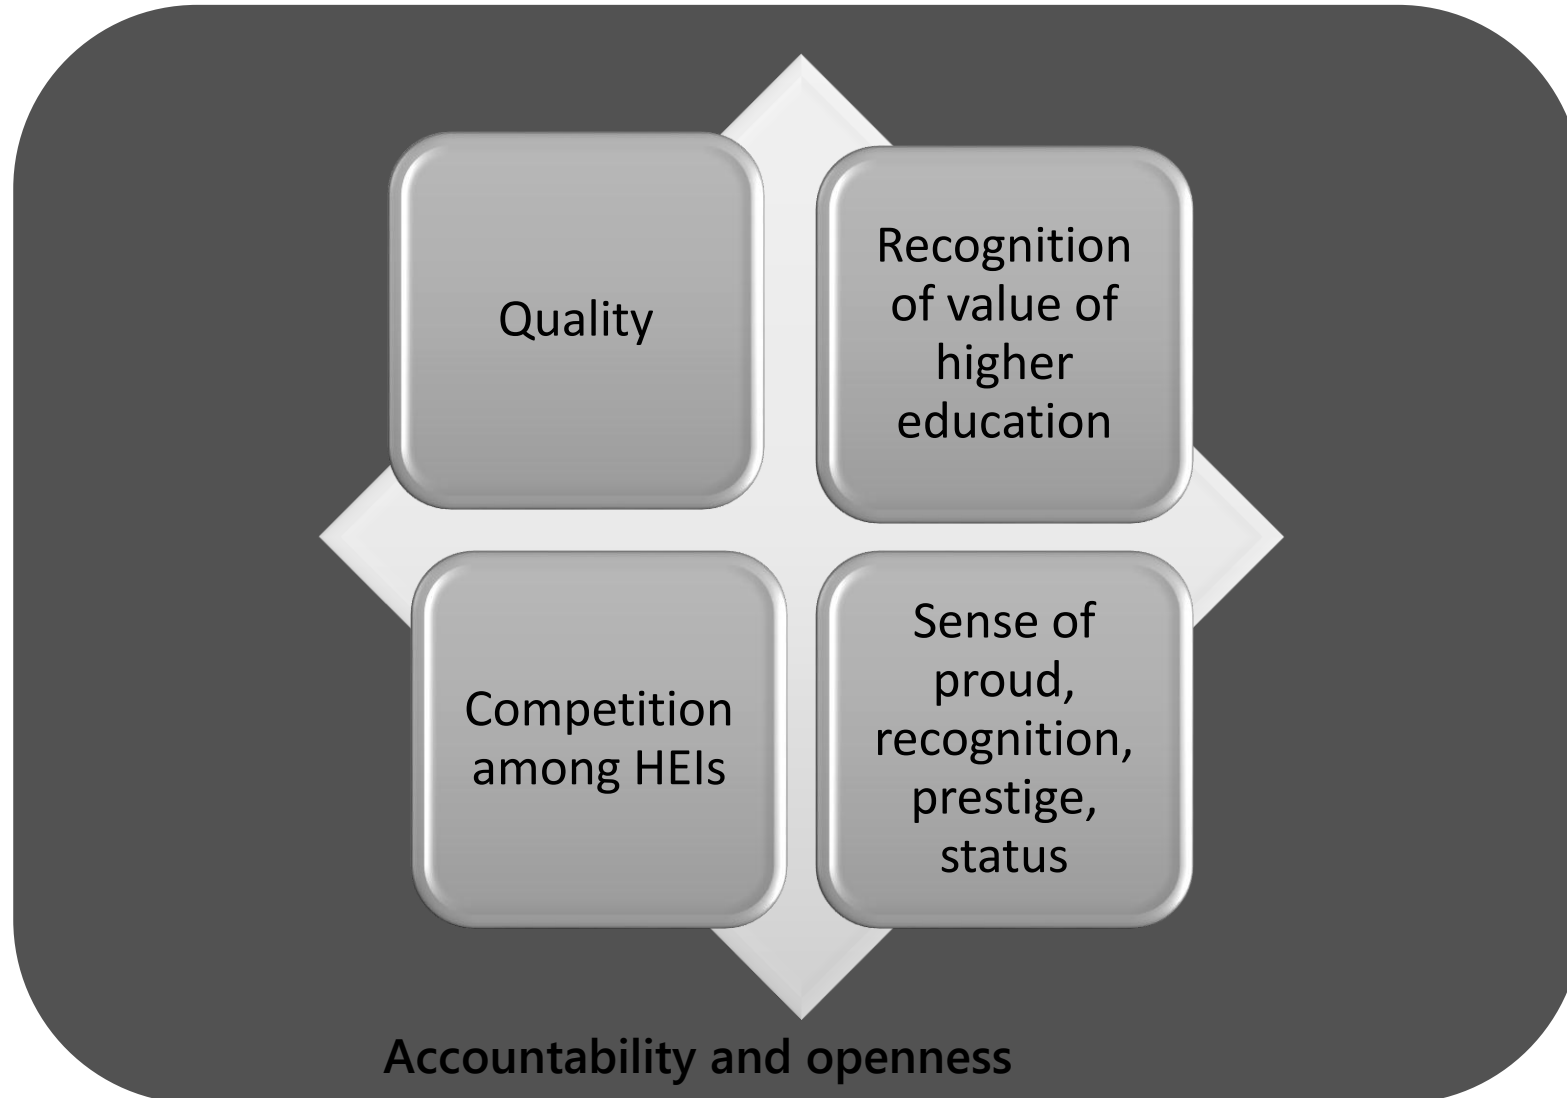 Quality
Recognition
of value of
higher
education
Competition
among HEIs
Sense of
proud,
recognition,
prestige,
status
Accountability and openness